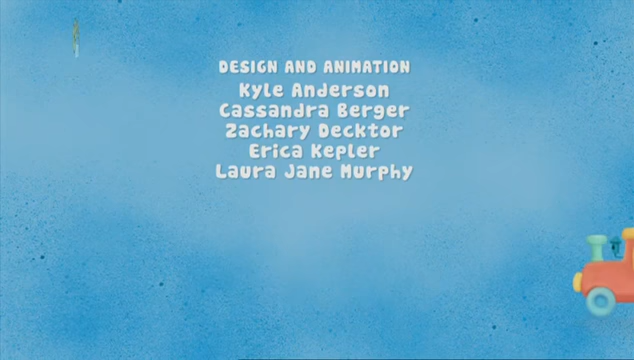 DESIGN AND ANIMATION
Kyle Anderson
Cassandra Berger
Zachary Decktor
Erica Kepler
Laura Jane Murphy